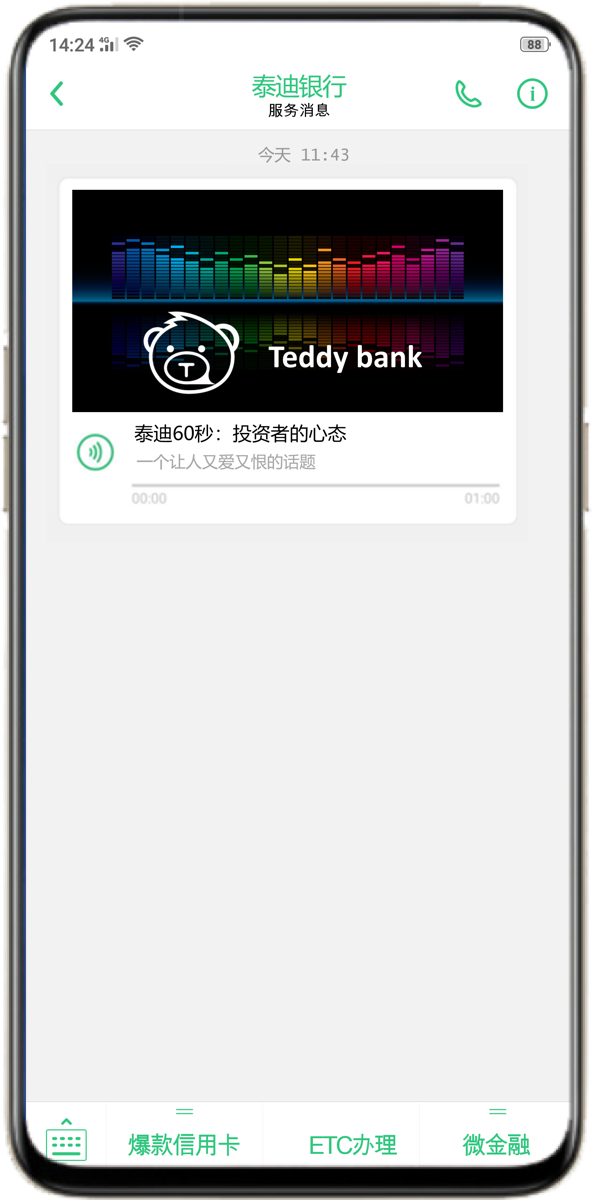 14:24 4G 88
泰迪银行
服务消息
今天 11:43
T
Teddy bank
泰迪60秒：投资者的心态
一个让人又爱又恨的话题
00:00 01:00
爆款信用卡 ETC办理 微金融